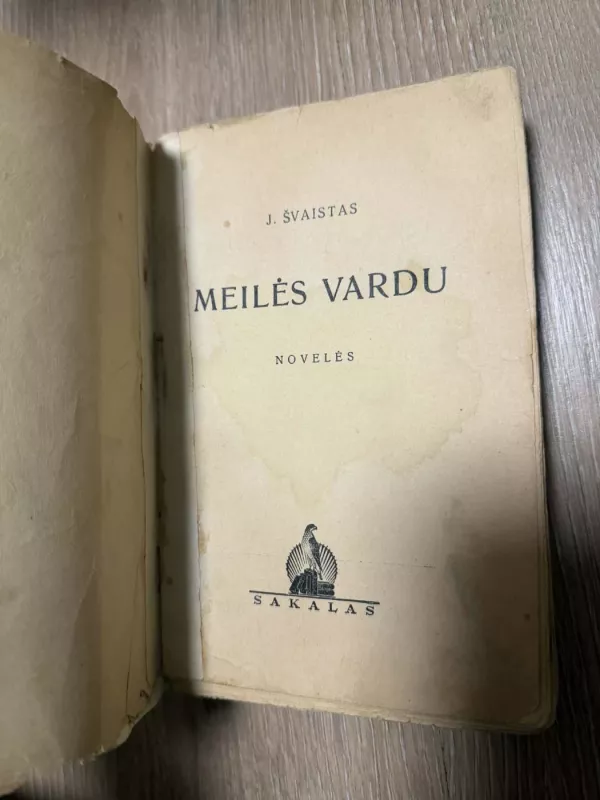 J. ŠVAISTAS
MEILĖS VARDU
NOVELĖS
SAKALAS